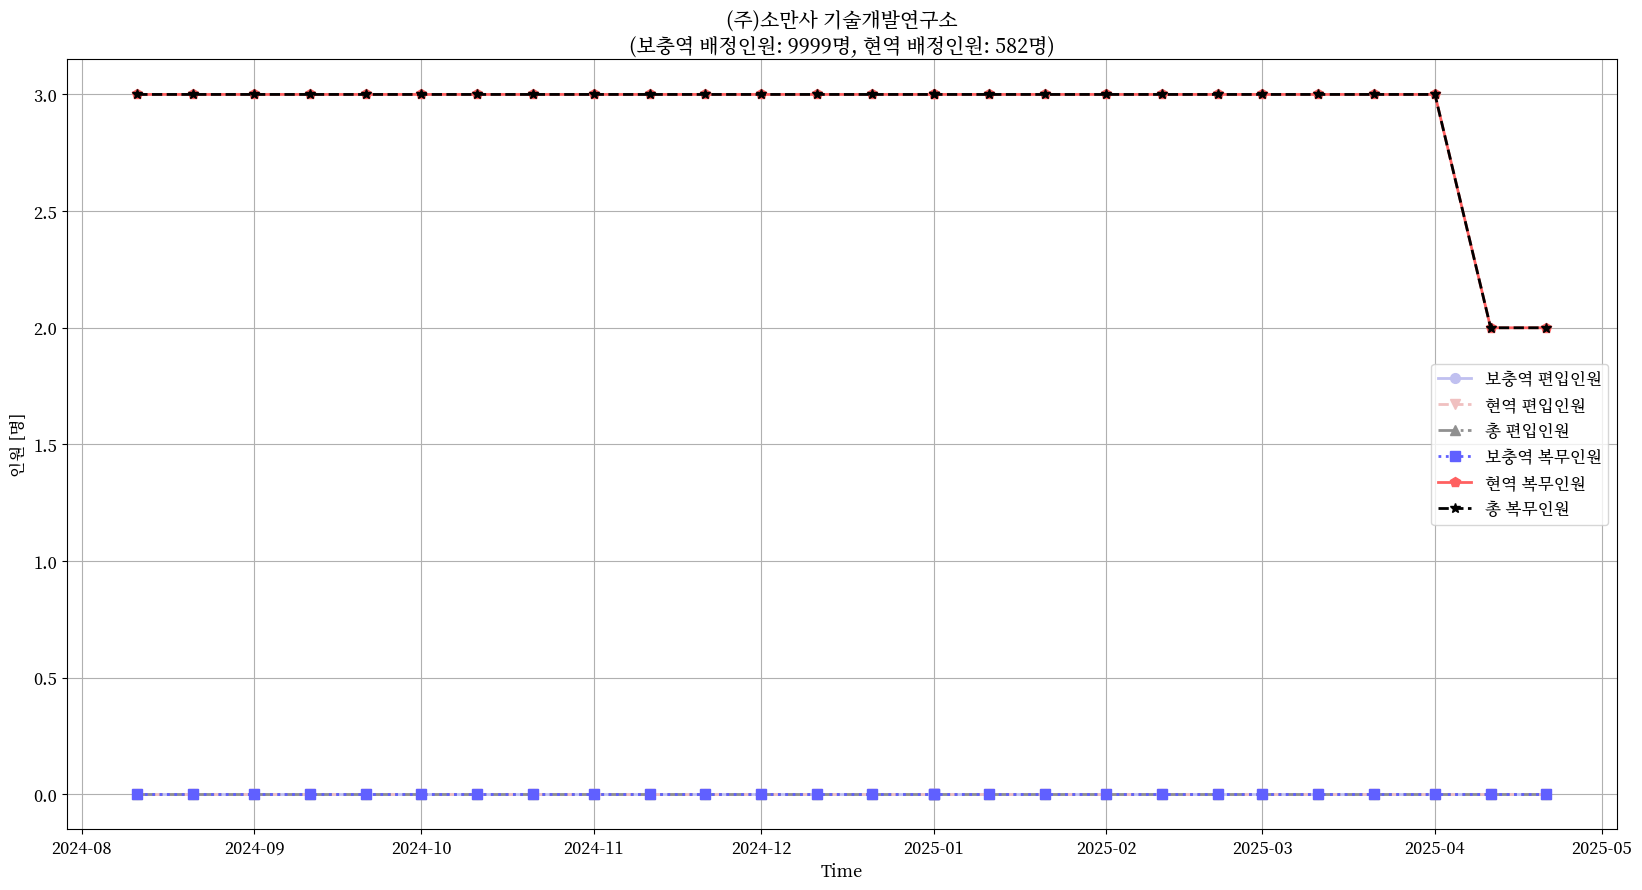 (주)소만사 기술개발연구소
(보충역 배정인원: 9999명, 현역 배정인원: 582명)
3.0
2.5
2.0
1.5
1.0
0.5
0.0
인원 [명]
보충역 편입인원
현역 편입인원
총 편입인원
보충역 복무인원
현역 복무인원
총 복무인원
2024-08 2024-09 2024-10 2024-11 2024-12 2025-01 2025-02 2025-03 2025-04 2025-05
Time